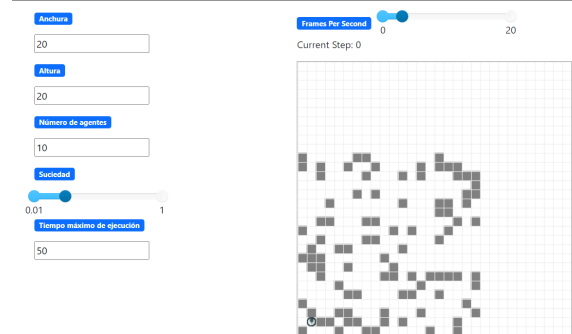 Anchura
20
Altura
20
Número de agentes
10
Suciedad
0.01 1
Tiempo máximo de ejecución
50
Frames Per Second
0 20
Current Step: 0